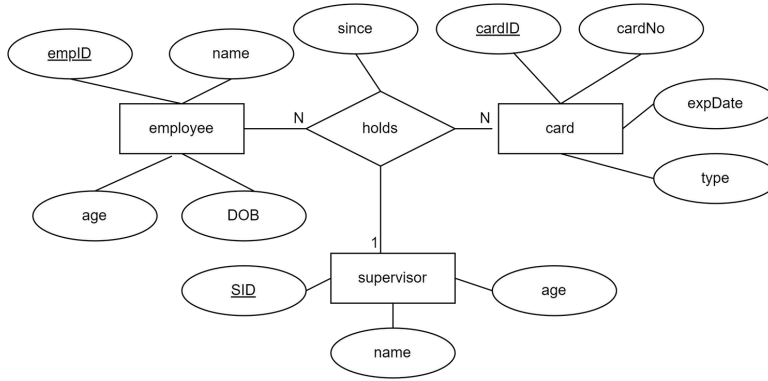 since
cardID
cardNo
empID
name
expDate
N
N
employee
holds
card
type
age
DOB
1
supervisor
SID
age
name